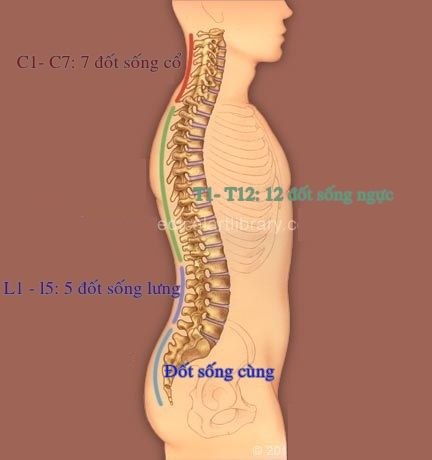 C1- C7: 7 đốt sống cổ
T1- T12: 12 đốt sống ngực
L1 - l5: 5 đốt sống lưng
Đốt sống cùng